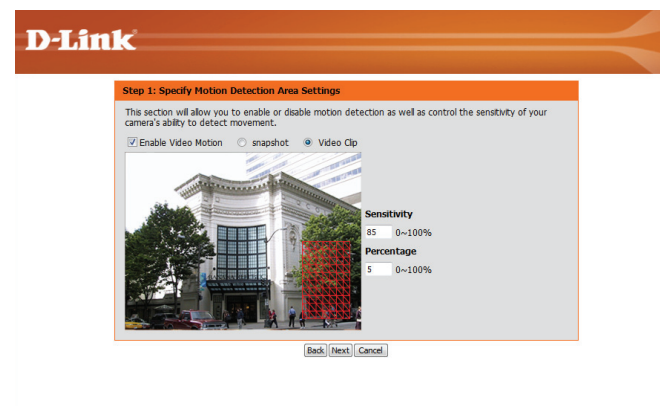 D-Link
Step 1: Specify Motion Detection Area Settings
This section will allow you to enable or disable motion detection as well as control the sensitivity of your
camera's ability to detect movement.
Enable Video Motion snapshot Video Clip
Sensitivity
85 0~100%
Percentage
5 0~100%
Back Next Cancel